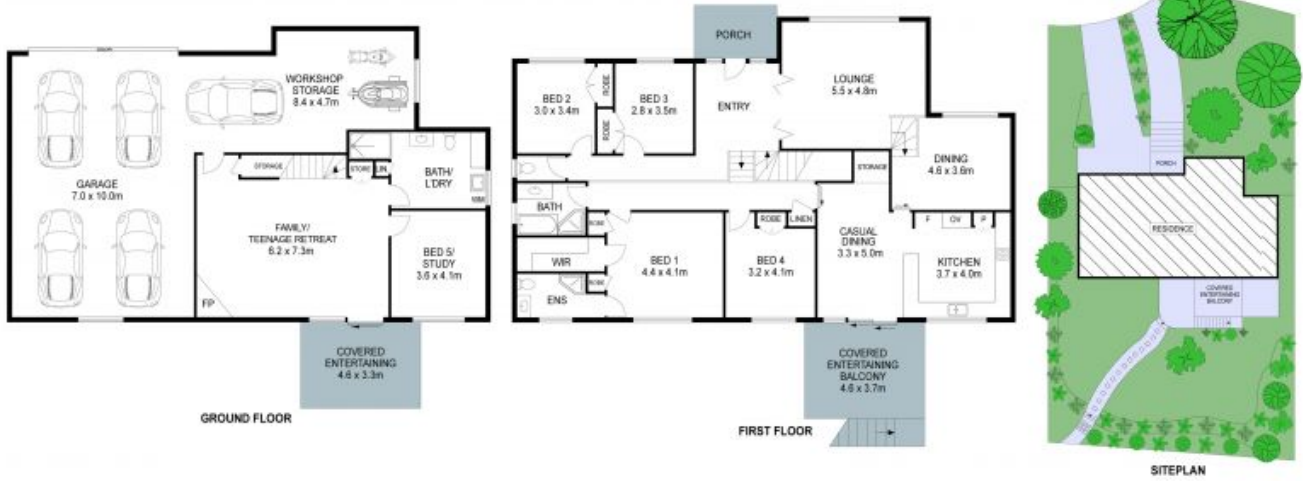 WORKSHOP
STORAGE
8.4 x 4.7m
GARAGE
7.0 x 10.0m
STORAGE
STORE
LIN
BATH/
L'DRY
WM
FAMILY/
TEENAGE RETREAT
6.2 x 7.3m
BED 5/
STUDY
3.6 x 4.1m
FP
COVERED
ENTERTAINING
4.6 x 3.3m
GROUND FLOOR
PORCH
BED 2
3.0 x 3.4m
ROBE
ROBE
BED 3
2.8 x 3.5m
ENTRY
LOUNGE
5.5 x 4.8m
STORAGE
DINING
4.6 x 3.6m
BATH
ROBE
WIR
ROBE
ENS
BED 1
4.4 x 4.1m
ROBE
LINEN
BED 4
3.2 x 4.1m
CASUAL
DINING
3.3 x 5.0m
F
OV
P
KITCHEN
3.7 x 4.0m
COVERED
ENTERTAINING
BALCONY
4.6 x 3.7m
FIRST FLOOR
PORCH
RESIDENCE
COVERED
ENTERTAINING
BALCONY
SITEPLAN